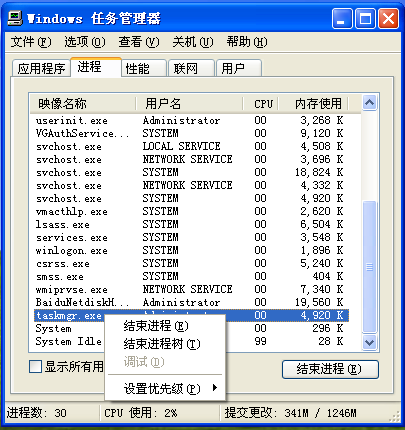 Windows 任务管理器
文件(F) 选项(O) 查看(V) 关机(U) 帮助(H)
应用程序 进程 性能 联网 用户
映像名称 用户名 CPU 内存使用
userinit.exe Administrator 00 3,268 K
VGAuthService... SYSTEM 00 9,120 K
svchost.exe LOCAL SERVICE 00 4,508 K
svchost.exe NETWORK SERVICE 00 3,696 K
svchost.exe SYSTEM 00 18,824 K
svchost.exe NETWORK SERVICE 00 4,332 K
svchost.exe SYSTEM 00 4,920 K
vmacthlp.exe SYSTEM 00 2,620 K
lsass.exe SYSTEM 00 6,504 K
services.exe SYSTEM 00 3,548 K
winlogon.exe SYSTEM 00 1,896 K
csrss.exe SYSTEM 00 5,240 K
smss.exe SYSTEM 00 404 K
wmiprvse.exe NETWORK SERVICE 00 7,340 K
BaiduNetdiskH... Administrator 00 19,560 K
taskmgr.exe 00 4,920 K
System 00 296 K
System Idle 99 28 K
结束进程(E)
结束进程树(T)
调试(D)
设置优先级(P)
显示所有用
结束进程(E)
进程数: 30 CPU 使用: 2% 提交更改: 341M / 1246M